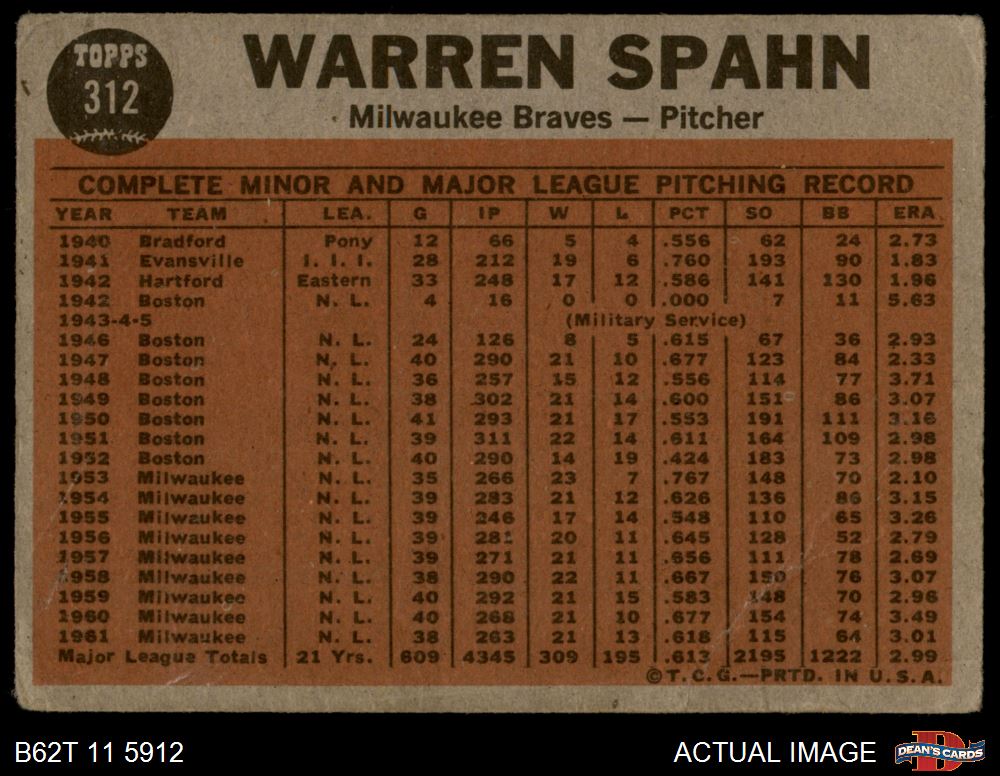 TOPPS
312
WARREN SPAHN
Milwaukee Braves — Pitcher
COMPLETE MINOR AND MAJOR LEAGUE PITCHING RECORD
YEAR TEAM LEA. G IP W L PCT SO BB ERA
1940 Bradford Pony 12 66 5 4 .556 62 24 2.73
1941 Evansville I. I. I. 28 212 19 6 .760 193 90 1.83
1942 Hartford Eastern 33 248 17 12 .586 141 130 1.96
1942 Boston N. L. 4 16 0 0 .000 7 11 5.63
1943-4-5 (Military Service)
1946 Boston N. L. 24 126 8 5 .615 67 36 2.93
1947 Boston N. L. 40 290 21 10 .677 123 84 2.33
1948 Boston N. L. 36 257 15 12 .556 114 77 3.71
1949 Boston N. L. 38 302 21 14 .600 151 86 3.07
1950 Boston N. L. 41 293 21 17 .553 191 111 3.16
1951 Boston N. L. 39 311 22 14 .611 164 109 2.98
1952 Boston N. L. 40 290 14 19 .424 183 73 2.98
1953 Milwaukee N. L. 35 266 23 7 .767 148 70 2.10
1954 Milwaukee N. L. 39 283 21 12 .626 136 86 3.15
1955 Milwaukee N. L. 39 246 17 14 .548 110 65 3.26
1956 Milwaukee N. L. 39 281 20 11 .645 128 52 2.79
1957 Milwaukee N. L. 39 271 21 11 .656 111 78 2.69
1958 Milwaukee N. L. 38 290 22 11 .667 150 76 3.07
1959 Milwaukee N. L. 40 292 21 15 .583 148 70 2.96
1960 Milwaukee N. L. 40 268 21 10 .677 154 74 3.49
1961 Milwaukee N. L. 38 263 21 13 .618 115 64 3.01
Major League Totals 21 Yrs. 609 4345 309 195 .613 2195 1222 2.99
© T. C. G.—PRTD. IN U. S. A.
B62T 11 5912
ACTUAL IMAGE
D
DEAN'S CARDS